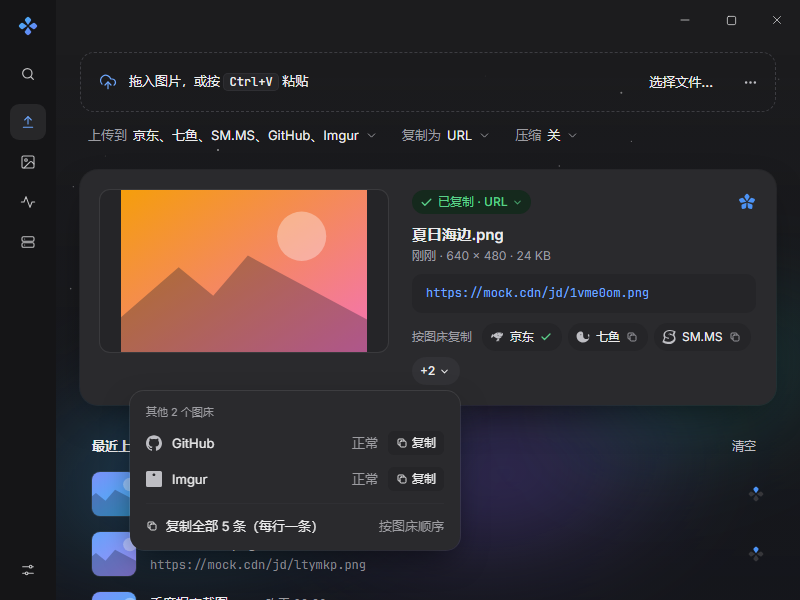 拖入图片，或按 Ctrl+V 粘贴
选择文件...
上传到 京东、七鱼、SM.MS、GitHub、Imgur
复制为 URL
压缩 关
已复制 · URL
夏日海边.png
刚刚 · 640 × 480 · 24 KB
https://mock.cdn/jd/1vme0om.png
按图床复制
京东
七鱼
SM.MS
+2
其他 2 个图床
GitHub 正常 复制
Imgur 正常 复制
复制全部 5 条（每行一条） 按图床顺序
最近上
清空
https://mock.cdn/jd/ltymkp.png